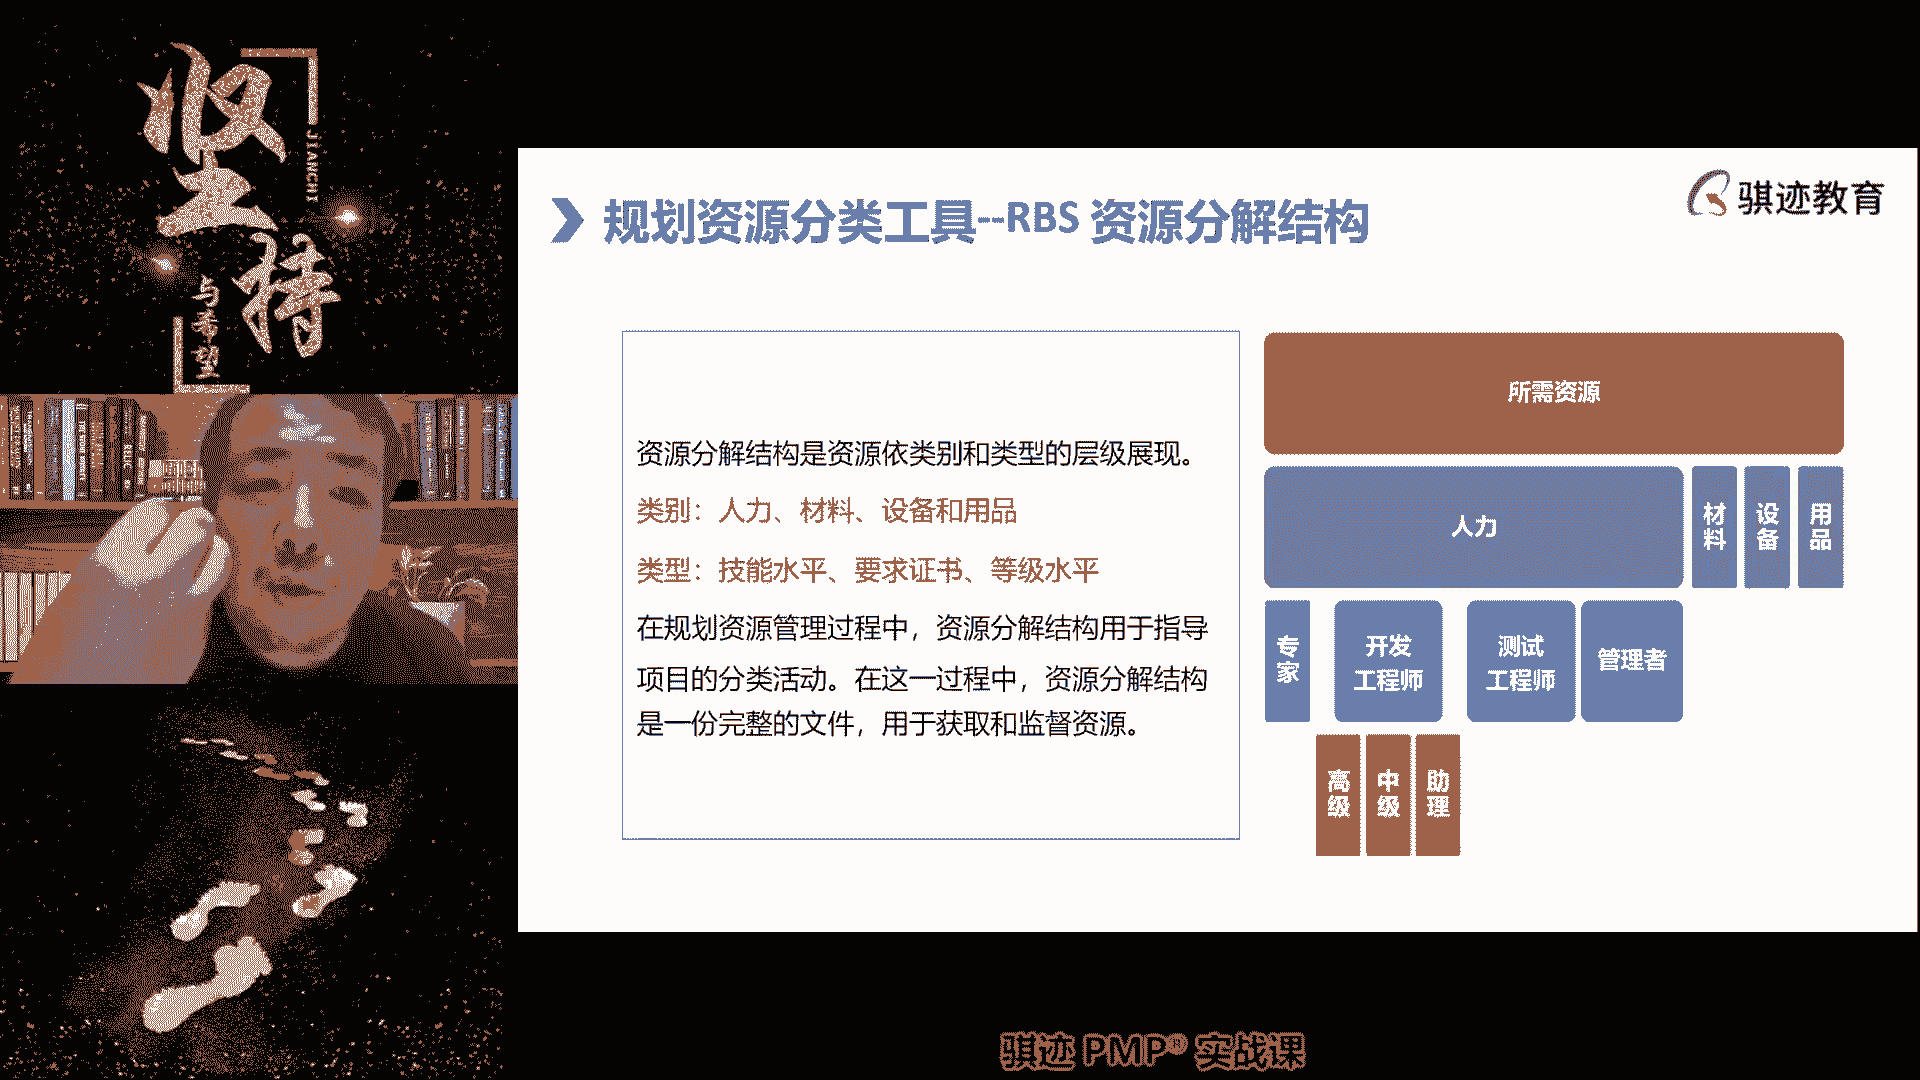 坚
持
JIANCHI
与希望
规划资源分类工具--RBS 资源分解结构
骐迹教育
资源分解结构是资源依类别和类型的层级展现。
类别：人力、材料、设备和用品
类型：技能水平、要求证书、等级水平
在规划资源管理过程中，资源分解结构用于指导
项目的分类活动。在这一过程中，资源分解结构
是一份完整的文件，用于获取和监督资源。
所需资源
人力
材料
设备
用品
专家
开发
工程师
测试
工程师
管理者
高级
中级
助理
骐迹 PMP® 实战课